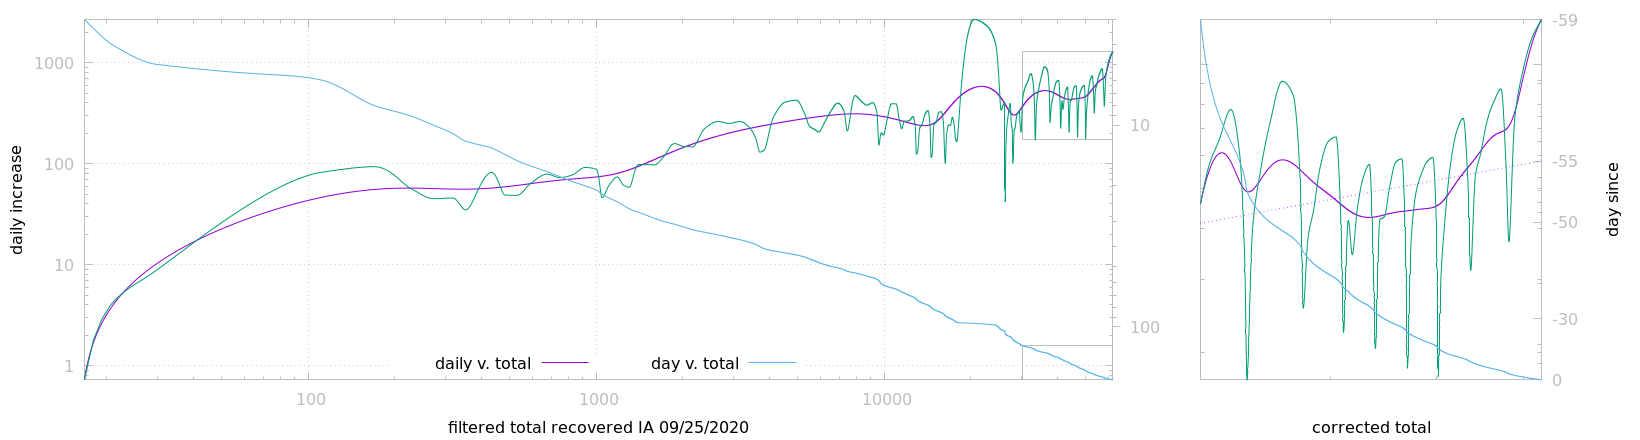 1000
100
10
1
daily increase
daily v. total
day v. total
100
1000
10000
filtered total recovered IA 09/25/2020
10
100
-59
-55
-50
-30
0
day since
corrected total